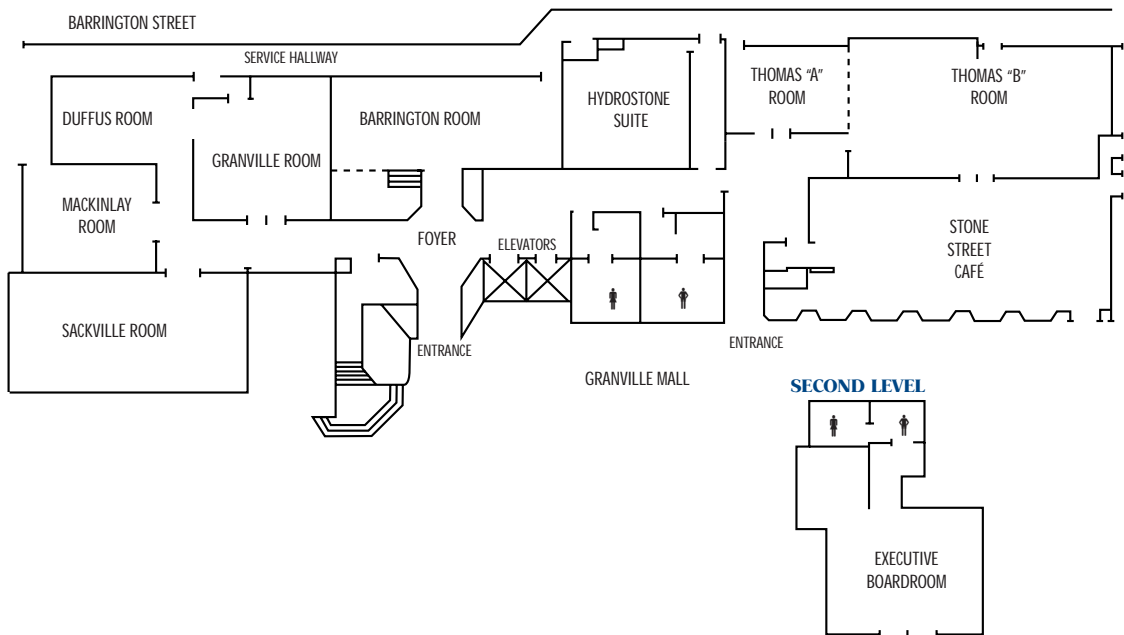 BARRINGTON STREET
SERVICE HALLWAY
DUFFUS ROOM
GRANVILLE ROOM
BARRINGTON ROOM
HYDROSTONE
SUITE
THOMAS “A”
ROOM
THOMAS “B”
ROOM
MACKINLAY
ROOM
FOYER
ELEVATORS
STONE
STREET
CAFÉ
SACKVILLE ROOM
ENTRANCE
ENTRANCE
GRANVILLE MALL
SECOND LEVEL
EXECUTIVE
BOARDROOM